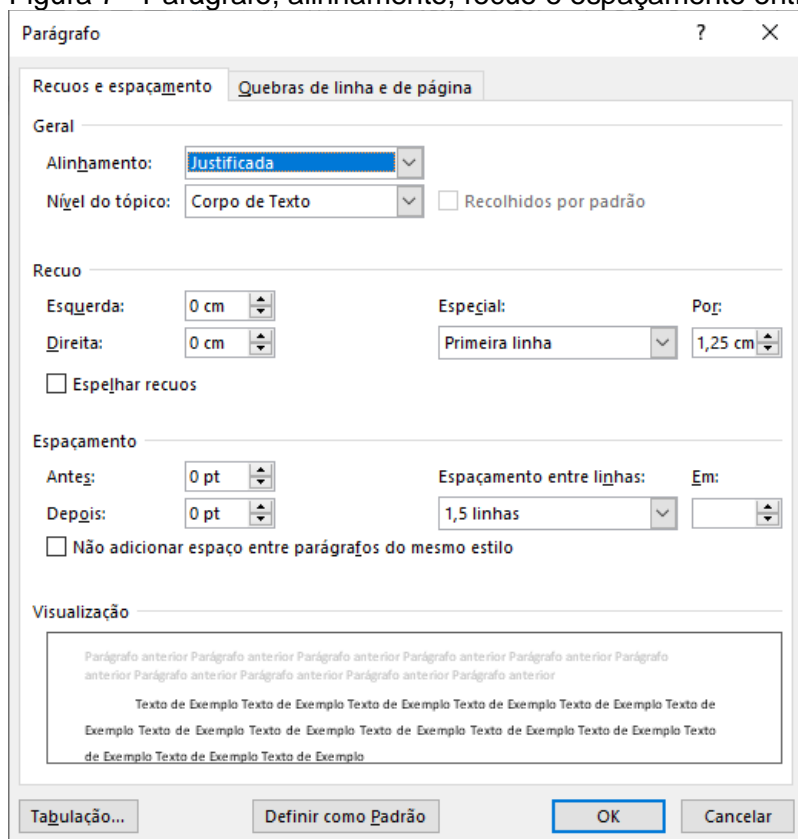 Figura 7 - Parágrafo, alinhamento, recuo e espaçamento
Parágrafo ? ×
Recuos e espaçamento Quebras de linha e de página
Geral
Alinhamento: Justificada
Nível do tópico: Corpo de Texto Recolhidos por padrão
Recuo
Esquerda: 0 cm Especial: Por:
Direita: 0 cm Primeira linha 1,25 cm
Espelhar recuos
Espaçamento
Antes: 0 pt Espaçamento entre linhas: Em:
Depois: 0 pt 1,5 linhas
Não adicionar espaço entre parágrafos do mesmo estilo
Visualização
Parágrafo anterior Parágrafo anterior Parágrafo anterior Parágrafo anterior Parágrafo anterior Parágrafo
anterior Parágrafo anterior Parágrafo anterior Parágrafo anterior Parágrafo anterior
Texto de Exemplo Texto de Exemplo Texto de Exemplo Texto de Exemplo Texto de Exemplo Texto de
Exemplo Texto de Exemplo Texto de Exemplo Texto de Exemplo Texto de Exemplo Texto de Exemplo Texto
de Exemplo Texto de Exemplo Texto de Exemplo
Tabulação... Definir como Padrão OK Cancelar